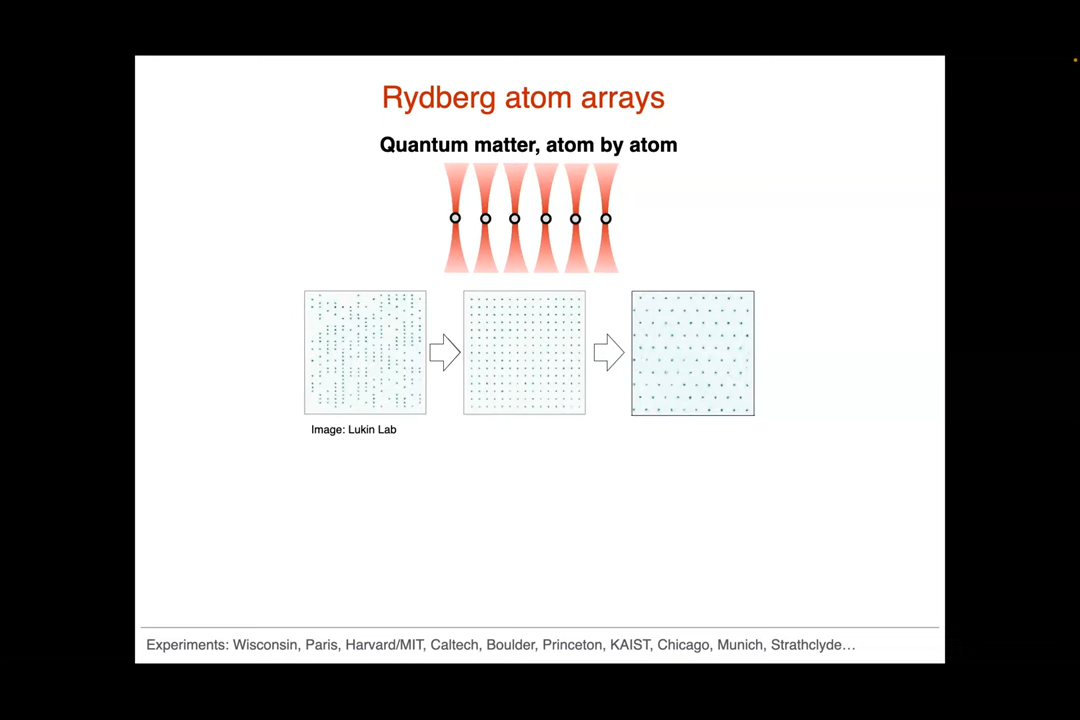 Rydberg atom arrays
Quantum matter, atom by atom
Image: Lukin Lab
Experiments: Wisconsin, Paris, Harvard/MIT, Caltech, Boulder, Princeton, KAIST, Chicago, Munich, Strathclyde…